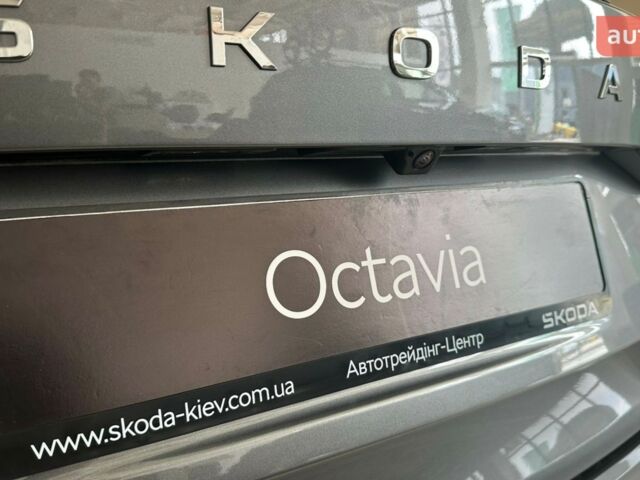 SKODA
Octavia
SKODA
Автотрейдінг-Центр
www.skoda-kiev.com.ua